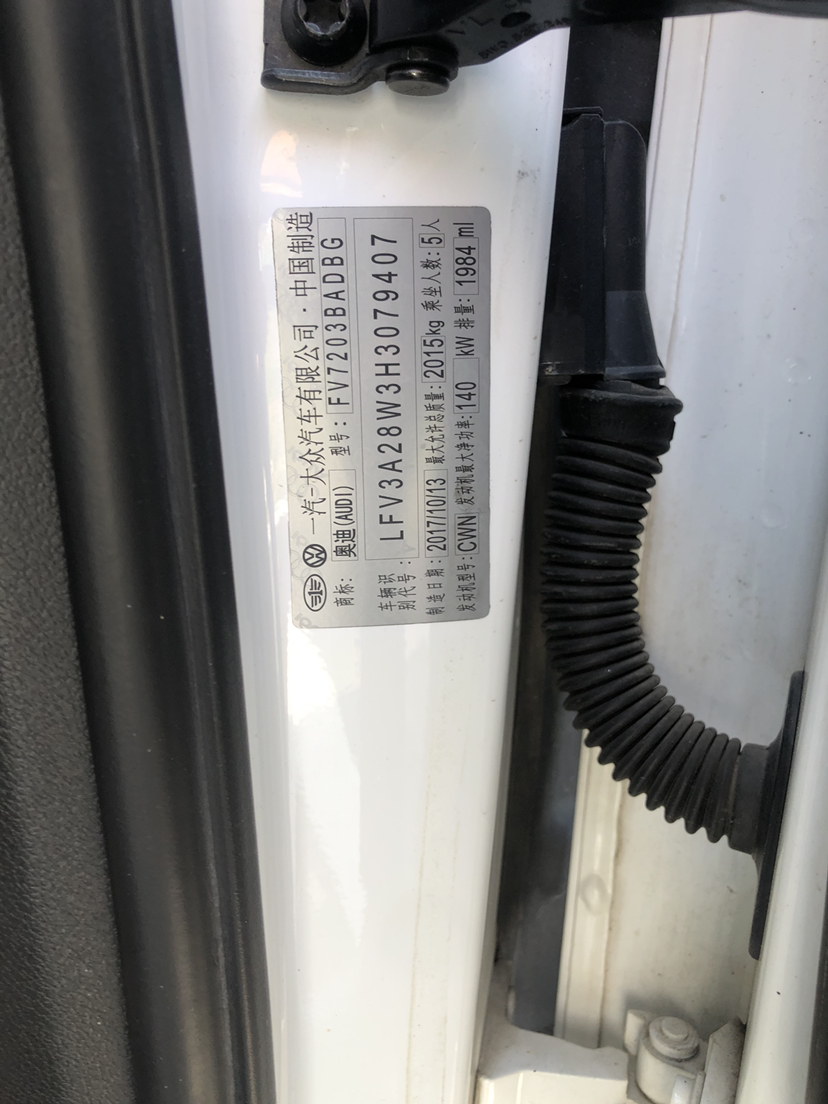 一汽-大众汽车有限公司·中国制造
商标: 奥迪(AUDI) 型号: FV7203BADBG
车辆识别代号: LFV3A28W3H3079407
制造日期: 2017/10/13 最大允许总质量: 2015kg 乘坐人数: 5人
发动机型号: CWN 发动机最大净功率: 140 kW 排量: 1984 ml